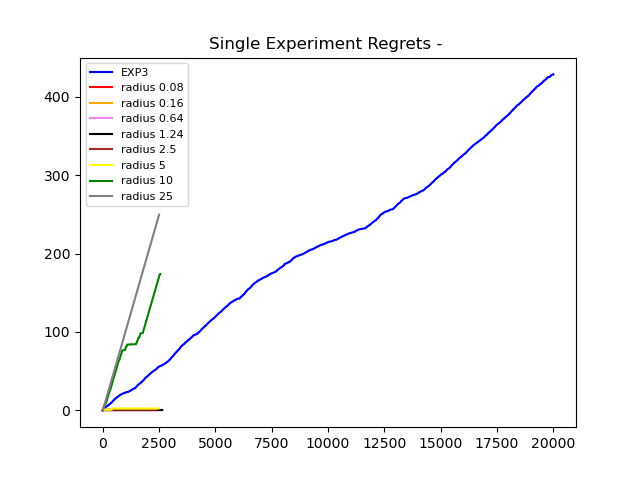 Single Experiment Regrets -
EXP3
radius 0.08
radius 0.16
radius 0.64
radius 1.24
radius 2.5
radius 5
radius 10
radius 25
400
300
200
100
0
0 2500 5000 7500 10000 12500 15000 17500 20000